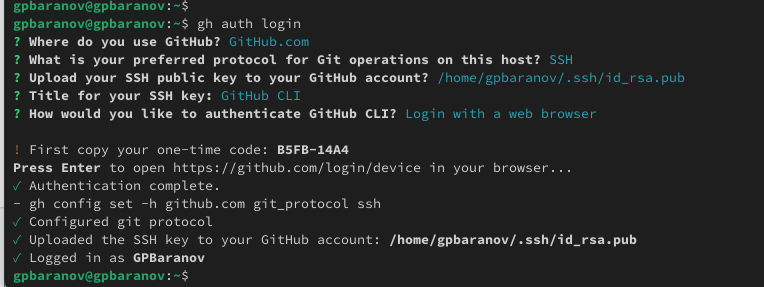 gpbaranov@gpbaranov:~$
gpbaranov@gpbaranov:~$ gh auth login
? Where do you use GitHub? GitHub.com
? What is your preferred protocol for Git operations on this host? SSH
? Upload your SSH public key to your GitHub account? /home/gpbaranov/.ssh/id_rsa.pub
? Title for your SSH key: GitHub CLI
? How would you like to authenticate GitHub CLI? Login with a web browser
! First copy your one-time code: B5FB-14A4
Press Enter to open https://github.com/login/device in your browser...
✓ Authentication complete.
- gh config set -h github.com git_protocol ssh
✓ Configured git protocol
✓ Uploaded the SSH key to your GitHub account: /home/gpbaranov/.ssh/id_rsa.pub
✓ Logged in as GPBaranov
gpbaranov@gpbaranov:~$